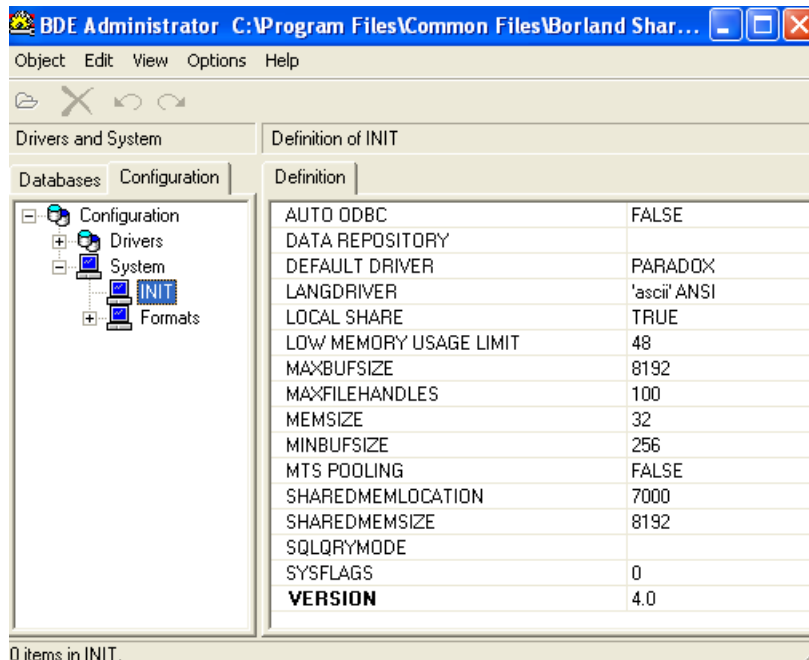 BDE Administrator C:\Program Files\Common Files\Borland Shar...
Object Edit View Options Help
Drivers and System
Definition of INIT
Databases Configuration
Definition
Configuration
Drivers
System
INIT
Formats
AUTO ODBC FALSE
DATA REPOSITORY
DEFAULT DRIVER PARADOX
LANGDRIVER 'ascii' ANSI
LOCAL SHARE TRUE
LOW MEMORY USAGE LIMIT 48
MAXBUFSIZE 8192
MAXFILEHANDLES 100
MEMSIZE 32
MINBUFSIZE 256
MTS POOLING FALSE
SHAREDMEMLOCATION 7000
SHAREDMEMSIZE 8192
SQLQRYMODE
SYSFLAGS 0
VERSION 4.0
0 items in INIT.